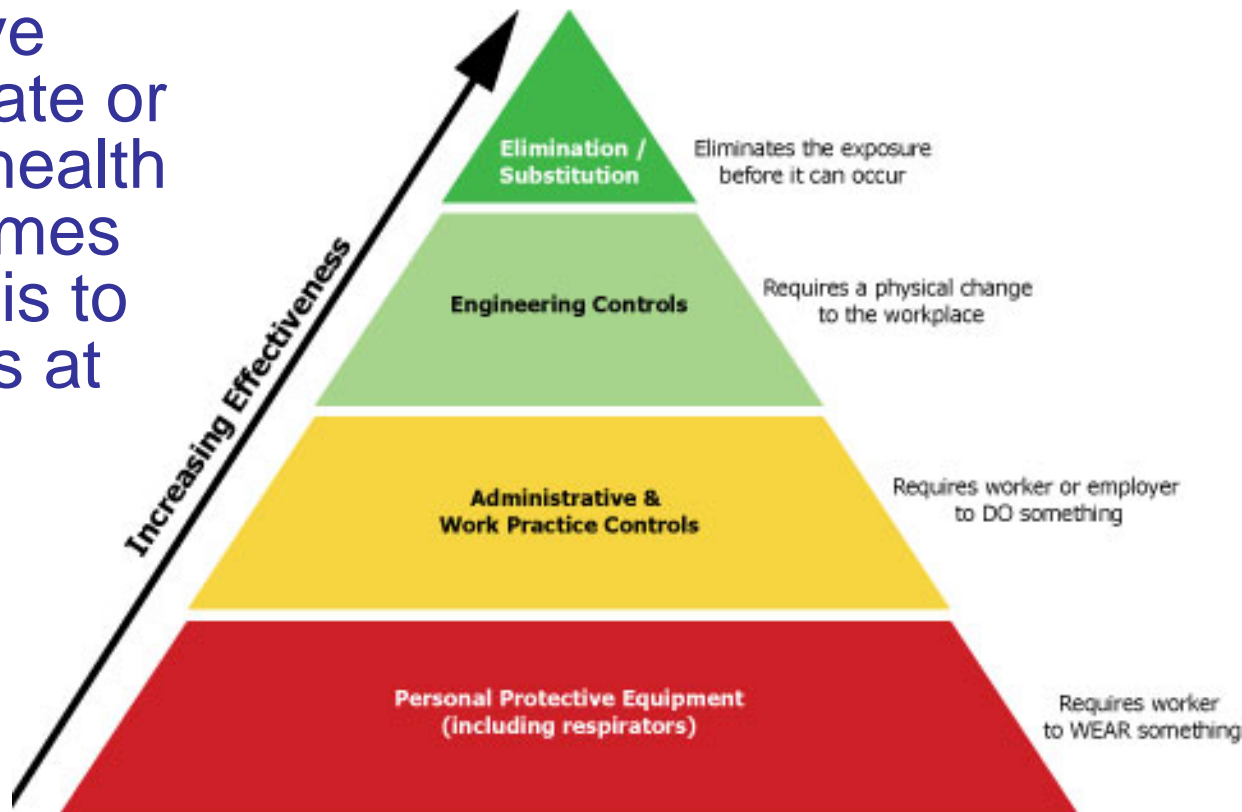 ve
ate or
health
mes
is to
s at
Increasing Effectiveness
Elimination /
Substitution
Eliminates the exposure
before it can occur
Engineering Controls
Requires a physical change
to the workplace
Administrative &
Work Practice Controls
Requires worker or employer
to DO something
Personal Protective Equipment
(including respirators)
Requires worker
to WEAR something